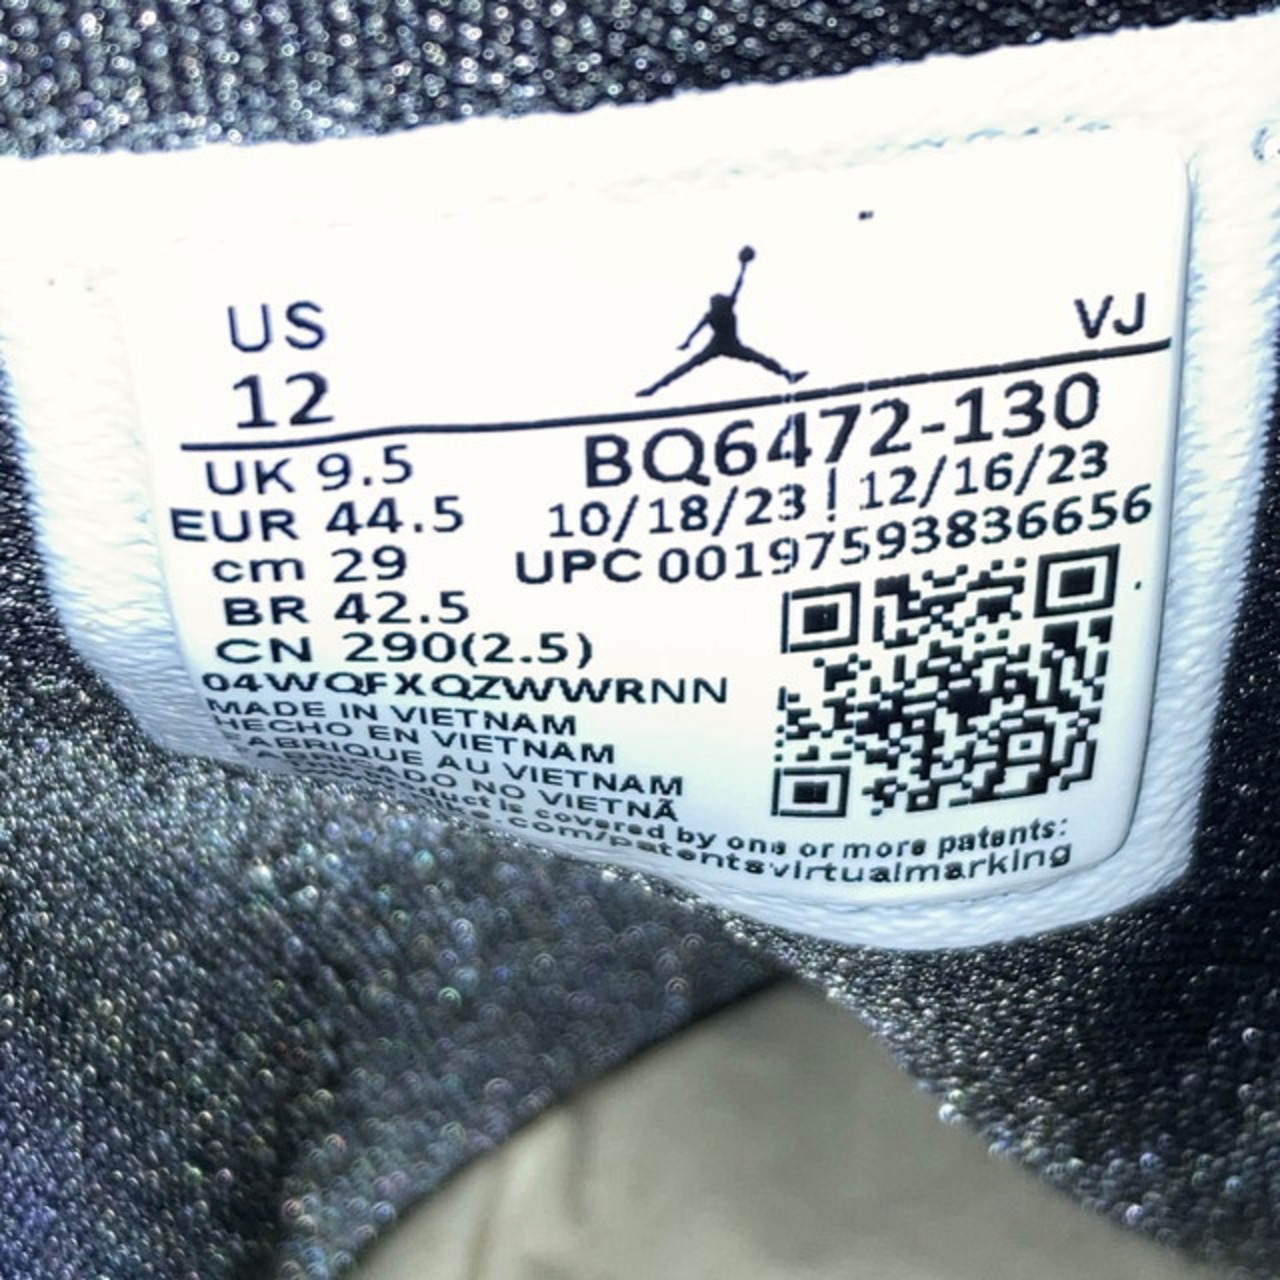 US
12
VJ
BQ6472-130
UK 9.5
10/18/23 | 12/16/23
EUR 44.5
UPC 00197593836656
cm 29
BR 42.5
CN 290(2.5)
04WQFXQZWWRNN
MADE IN VIETNAM
HECHO EN VIETNAM
FABRIQUE AU VIETNAM
NO VIETNÃ
product is covered by one or more patents:
.com/patentsvirtualmarking